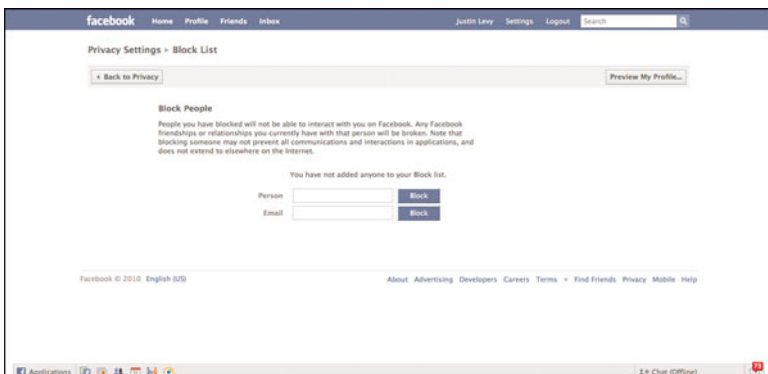 facebook Home Profile Friends Inbox Justin Levy Settings Logout Search
Privacy Settings ▸ Block List
◂ Back to Privacy Preview My Profile...
Block People
People you have blocked will not be able to interact with you on Facebook. Any Facebook
friendships or relationships you currently have with that person will be broken. Note that
blocking someone may not prevent all communications and interactions in applications, and
does not extend to elsewhere on the Internet.
You have not added anyone to your Block list.
Person Block
Email Block
Facebook © 2010 English (US) About Advertising Developers Careers Terms • Find Friends Privacy Mobile Help
Applications Chat (Offline) 73